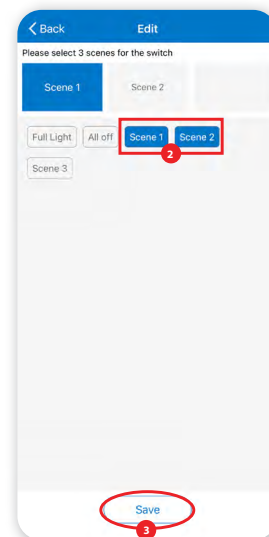 Back Edit
Please select 3 scenes for the switch
Scene 1 Scene 2
Full Light All off Scene 1 Scene 2
2
Scene 3
Save
3